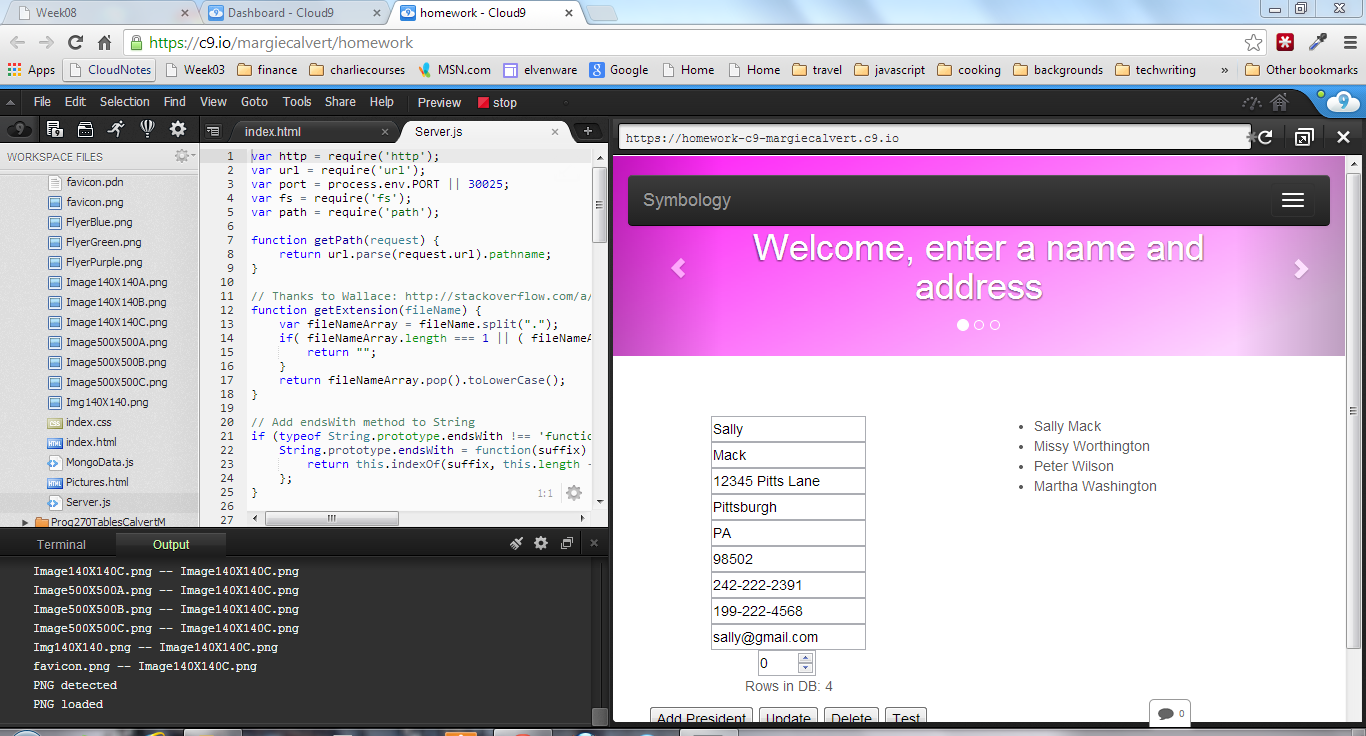 Week08
Dashboard - Cloud9
homework - Cloud9
https://c9.io/margiecalvert/homework
Apps CloudNotes Week03 finance charliecourses MSN.com elvenware Google Home Home travel javascript cooking backgrounds techwriting » Other bookmarks
File Edit Selection Find View Goto Tools Share Help Preview stop
index.html
Server.js
WORKSPACE FILES
favicon.pdn
favicon.png
FlyerBlue.png
FlyerGreen.png
FlyerPurple.png
Image140X140A.png
Image140X140B.png
Image140X140C.png
Image500X500A.png
Image500X500B.png
Image500X500C.png
Img140X140.png
index.css
index.html
MongoData.js
Pictures.html
Server.js
Prog270TablesCalvertM
1 var http = require('http');
2 var url = require('url');
3 var port = process.env.PORT || 30025;
4 var fs = require('fs');
5 var path = require('path');
6
7 function getPath(request) {
8 return url.parse(request.url).pathname;
9 }
10
11 // Thanks to Wallace: http://stackoverflow.com/a/
12 function getExtension(fileName) {
13 var fileNameArray = fileName.split(".");
14 if( fileNameArray.length === 1 || ( fileNameA
15 return "";
16 }
17 return fileNameArray.pop().toLowerCase();
18 }
19
20 // Add endsWith method to String
21 if (typeof String.prototype.endsWith !== 'functio
22 String.prototype.endsWith = function(suffix)
23 return this.indexOf(suffix, this.length -
24 };
25 }
26
27
1:1
Terminal
Output
Image140X140C.png -- Image140X140C.png
Image500X500A.png -- Image140X140C.png
Image500X500B.png -- Image140X140C.png
Image500X500C.png -- Image140X140C.png
Img140X140.png -- Image140X140C.png
favicon.png -- Image140X140C.png
PNG detected
PNG loaded
https://homework-c9-margiecalvert.c9.io
Symbology
Welcome, enter a name and
address
Sally
Mack
12345 Pitts Lane
Pittsburgh
PA
98502
242-222-2391
199-222-4568
sally@gmail.com
0
Rows in DB: 4
Add President Update Delete Test
Sally Mack
Missy Worthington
Peter Wilson
Martha Washington
0